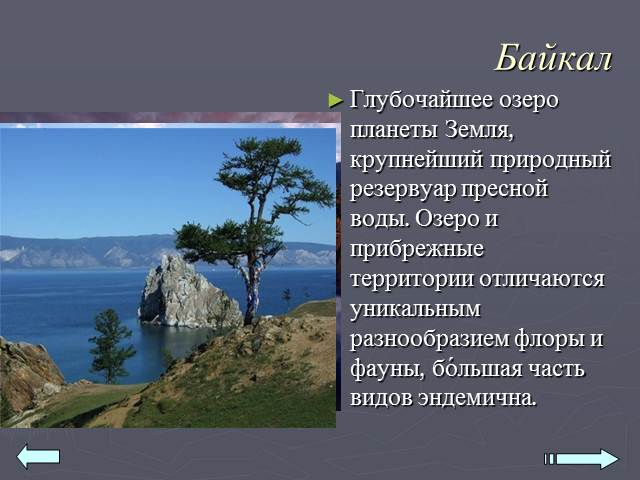 Байкал
Глубочайшее озеро
планеты Земля,
крупнейший природный
резервуар пресной
воды. Озеро и
прибрежные
территории отличаются
уникальным
разнообразием флоры и
фауны, бо́льшая часть
видов эндемична.